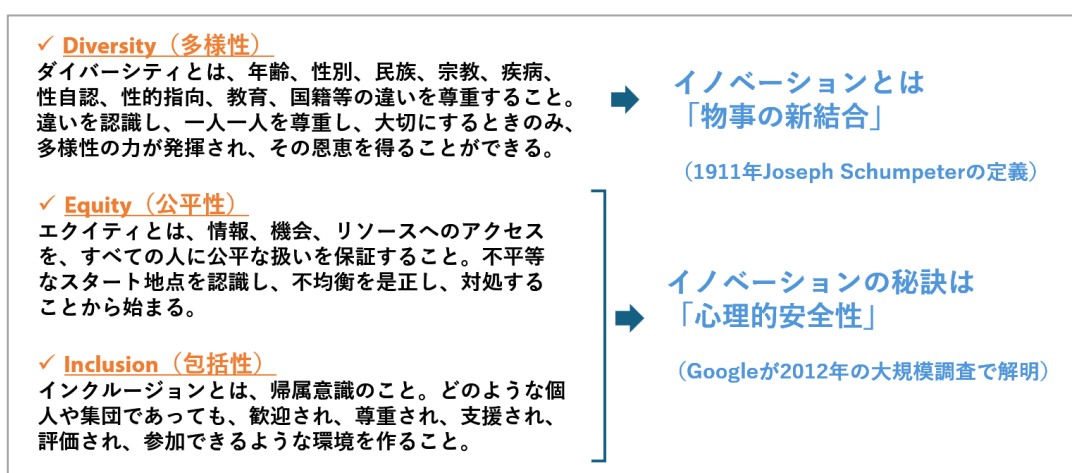 ✓ Diversity（多様性）
ダイバーシティとは、年齢、性別、民族、宗教、疾病、
性自認、性的指向、教育、国籍等の違いを尊重すること。
違いを認識し、一人一人を尊重し、大切にするときのみ、
多様性の力が発揮され、その恩恵を得ることができる。
イノベーションとは
「物事の新結合」
（1911年Joseph Schumpeterの定義）
✓ Equity（公平性）
エクイティとは、情報、機会、リソースへのアクセス
を、すべての人に公平な扱いを保証すること。不平等
なスタート地点を認識し、不均衡を是正し、対処する
ことから始まる。
✓ Inclusion（包括性）
インクルージョンとは、帰属意識のこと。どのような個
人や集団であっても、歓迎され、尊重され、支援され、
評価され、参加できるような環境を作ること。
イノベーションの秘訣は
「心理的安全性」
（Googleが2012年の大規模調査で解明）